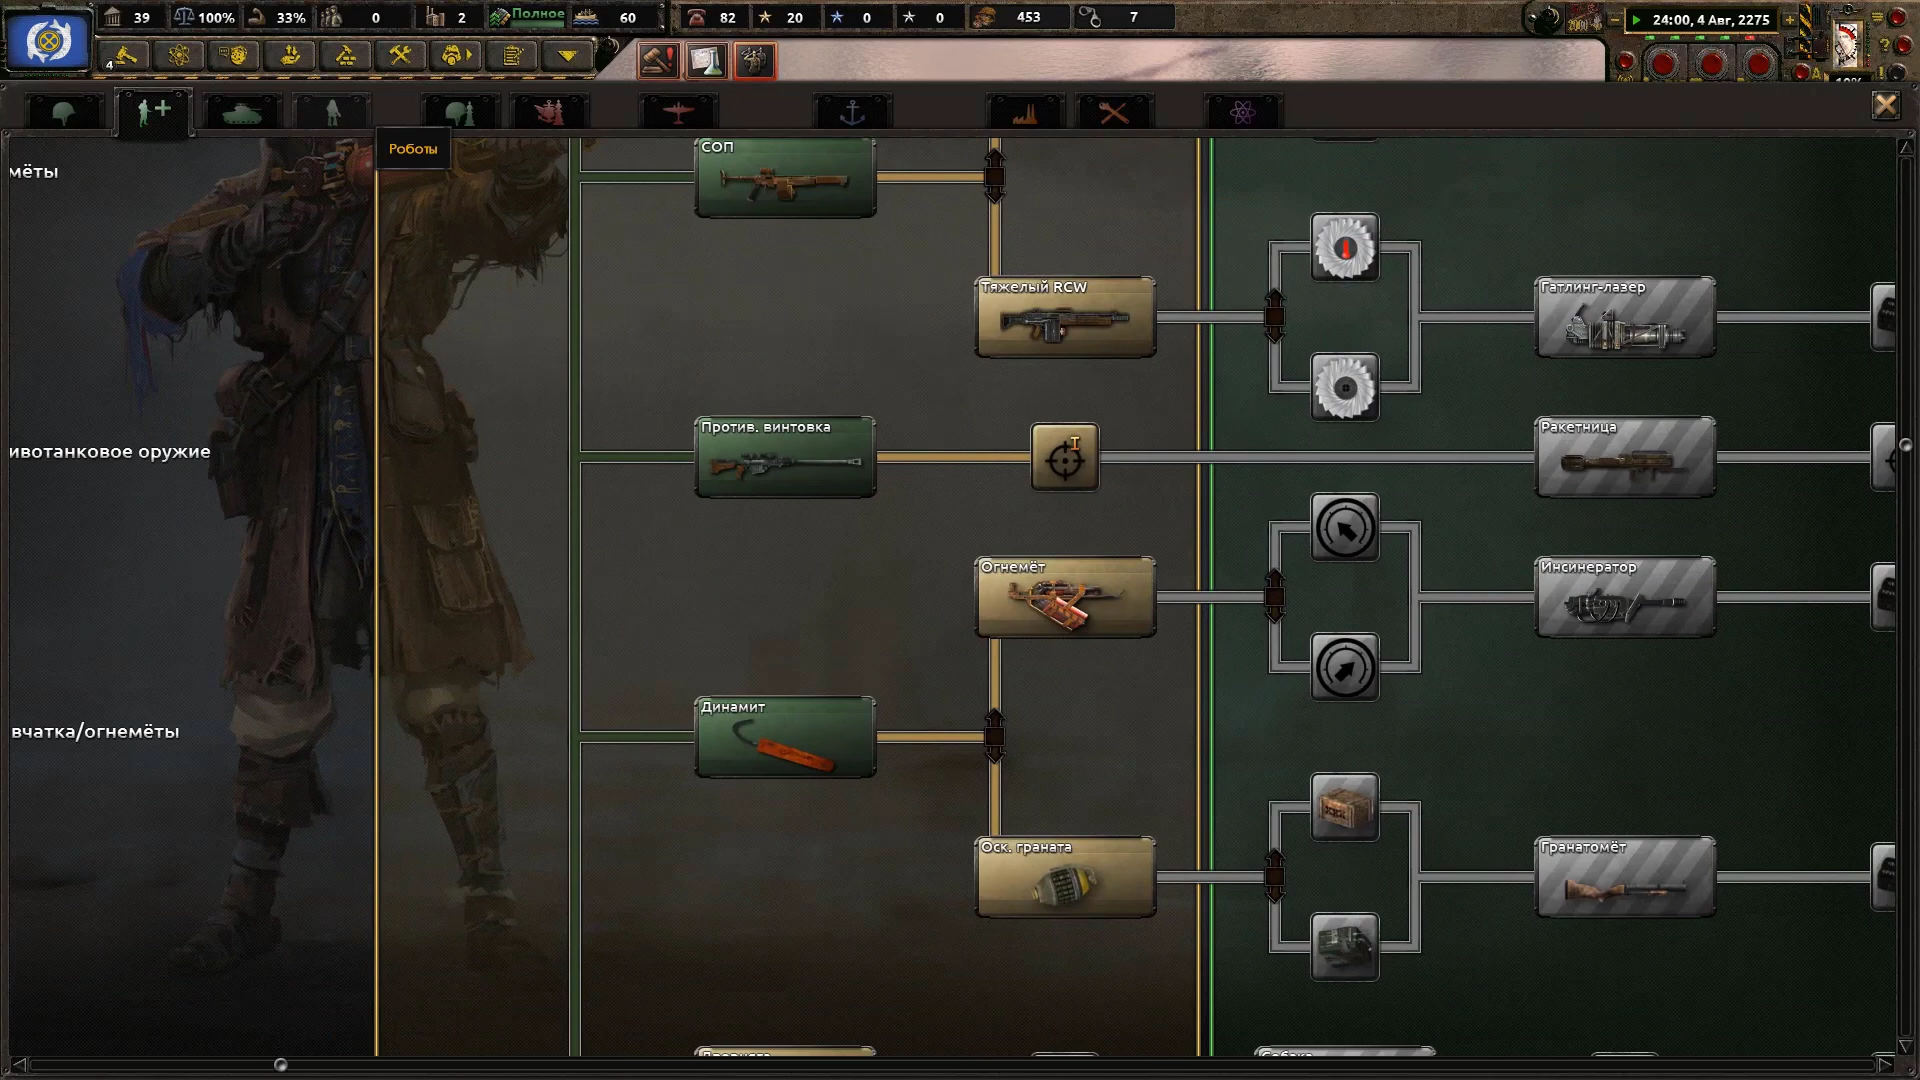 39
100%
33%
0
2
Полное
60
82
20
0
0
453
7
24:00, 4 Авг, 2275
4
Роботы
мёты
СОП
Тяжелый RCW
Гатлинг-лазер
ивотанковое оружие
Против. винтовка
Ракетница
Огнемёт
Инсинератор
вчатка/огнемёты
Динамит
Оск. граната
Гранатомёт